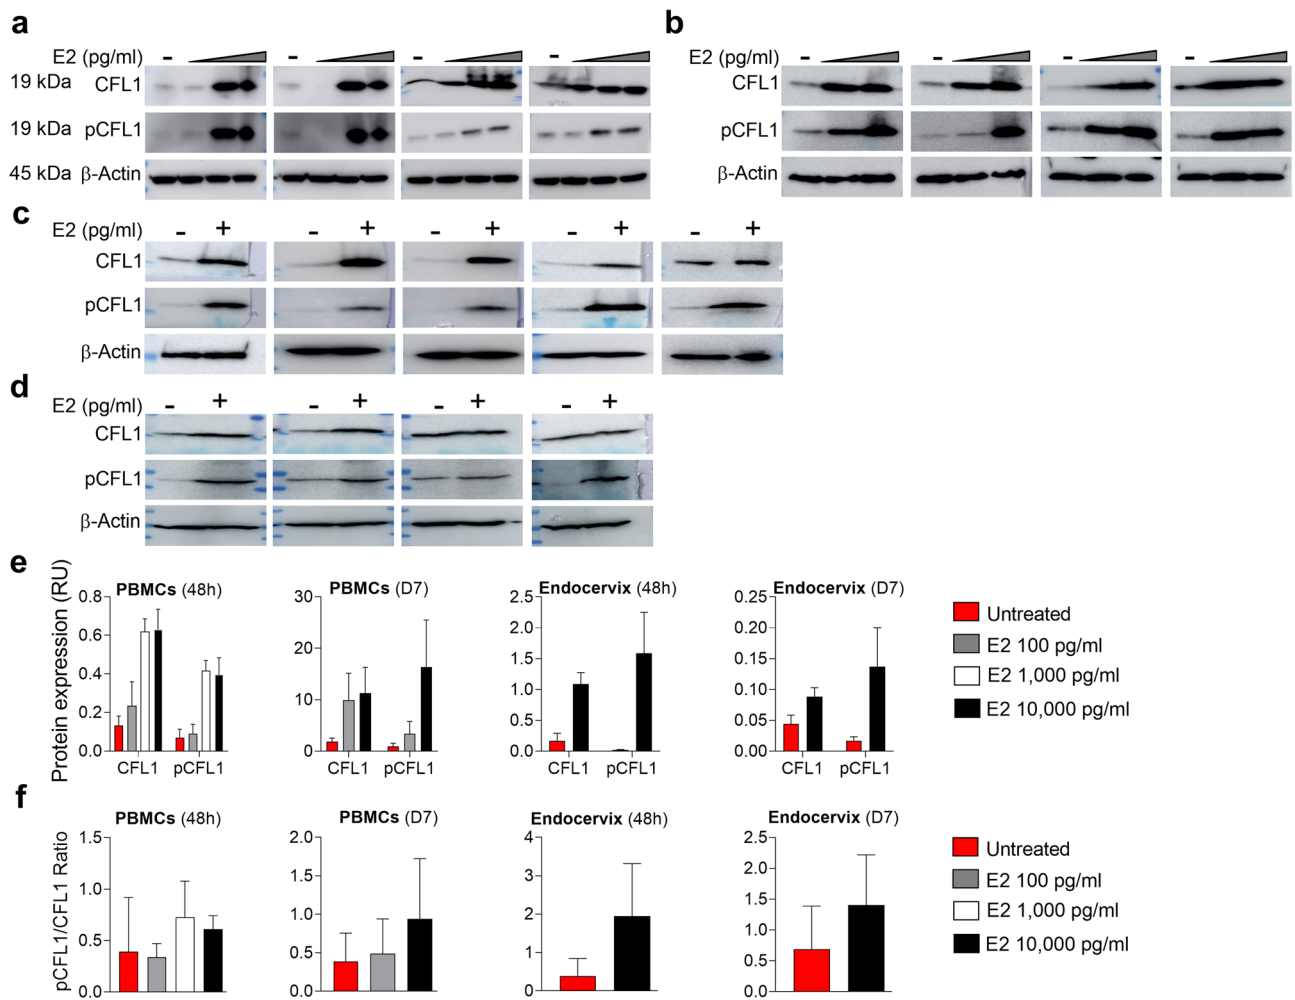 a
b
E2 (pg/ml) - - - -
E2 (pg/ml) - - - -
19 kDa CFL1
CFL1
19 kDa pCFL1
pCFL1
45 kDa β-Actin
β-Actin
c
E2 (pg/ml) - + - + - + - + - +
CFL1
pCFL1
β-Actin
d
E2 (pg/ml) - + - + - + - +
CFL1
pCFL1
β-Actin
e
Protein expression (RU)
PBMCs (48h)
0.8
0.6
0.4
0.2
0.0
CFL1 pCFL1
PBMCs (D7)
30
20
10
0
CFL1 pCFL1
Endocervix (48h)
2.5
2.0
1.5
1.0
0.5
0.0
CFL1 pCFL1
Endocervix (D7)
0.25
0.20
0.15
0.10
0.05
0.00
CFL1 pCFL1
Untreated
E2 100 pg/ml
E2 1,000 pg/ml
E2 10,000 pg/ml
f
pCFL1/CFL1 Ratio
PBMCs (48h)
1.5
1.0
0.5
0.0
PBMCs (D7)
2.0
1.5
1.0
0.5
0.0
Endocervix (48h)
4
3
2
1
0
Endocervix (D7)
2.5
2.0
1.5
1.0
0.5
0.0
Untreated
E2 100 pg/ml
E2 1,000 pg/ml
E2 10,000 pg/ml